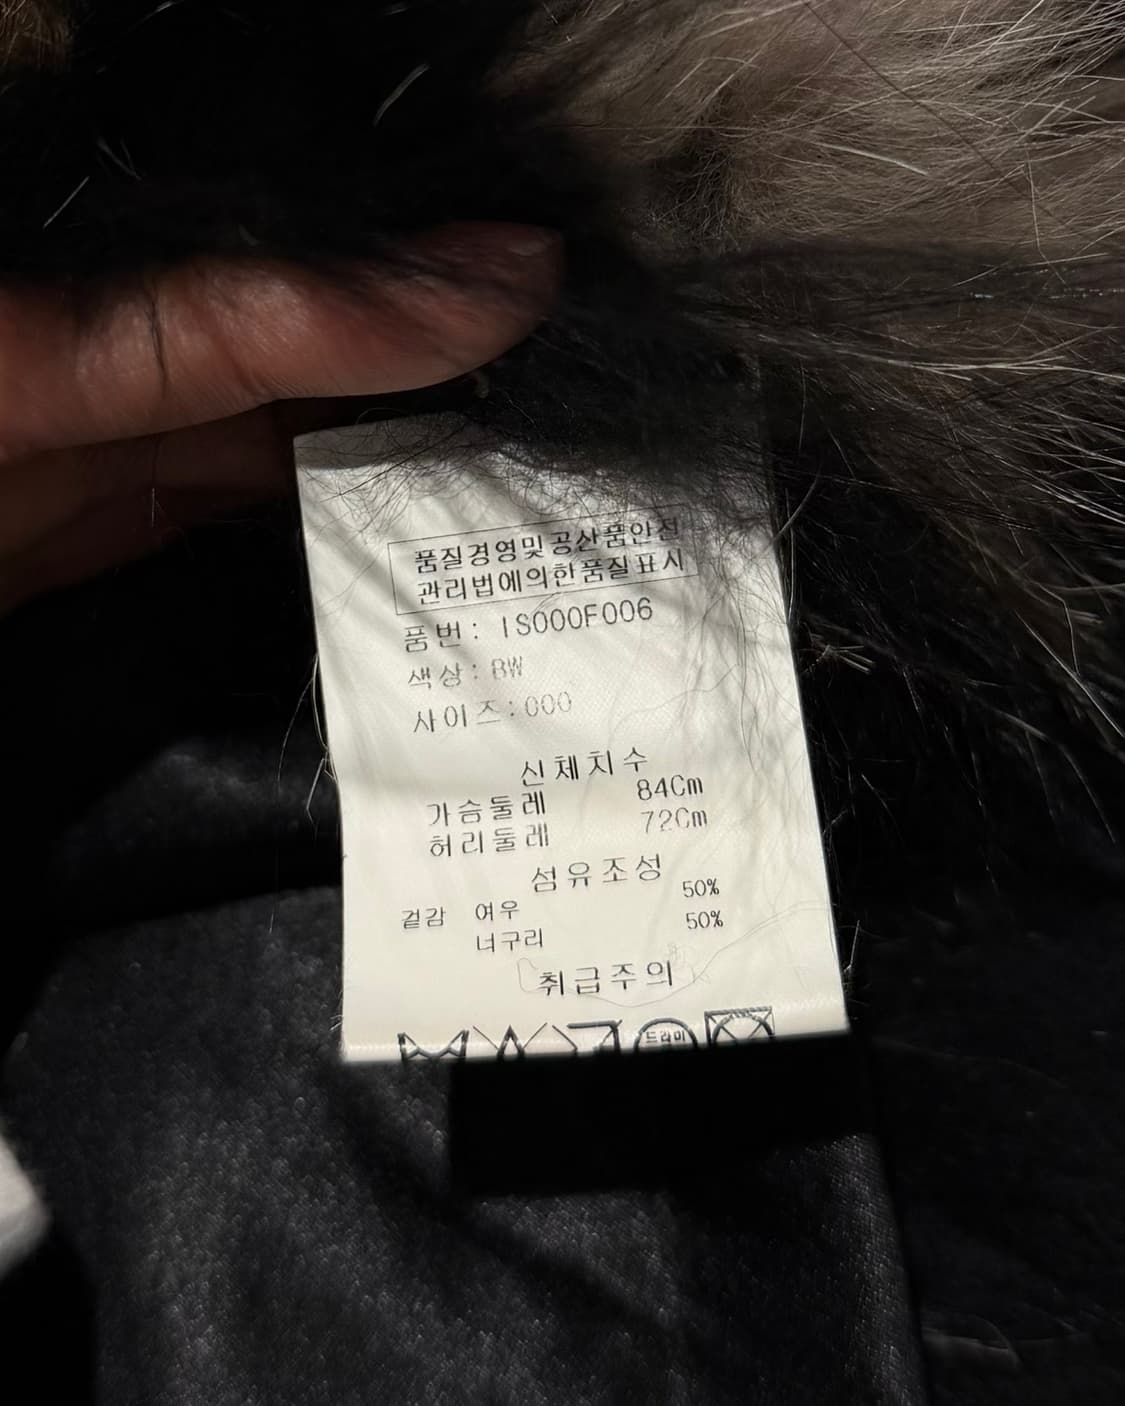 품질경영및공산품안전
관리법에의한품질표시
품번: IS000F006
색상: BW
사이즈:000
신체치수
가슴둘레 84Cm
허리둘레 72Cm
섬유조성
겉감 여우 50%
너구리 50%
취급주의
드라이